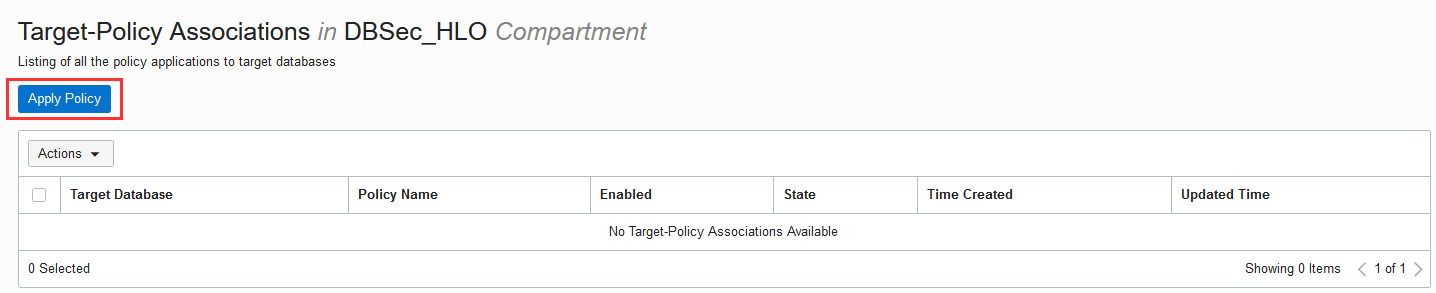 Target-Policy Associations in DBSec_HLO Compartment
Listing of all the policy applications to target databases
Apply Policy
Actions
Target Database Policy Name Enabled State Time Created Updated Time
No Target-Policy Associations Available
0 Selected Showing 0 Items 1 of 1